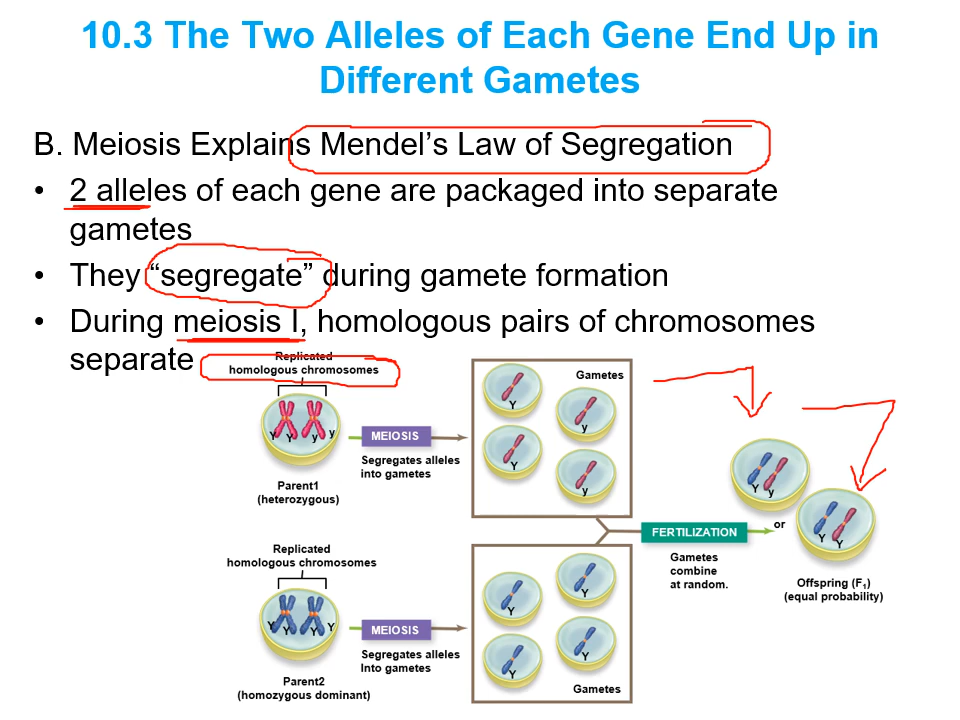 10.3 The Two Alleles of Each Gene End Up in
Different Gametes
B. Meiosis Explains Mendel's Law of Segregation
• 2 alleles of each gene are packaged into separate
gametes
• They “segregate” during gamete formation
• During meiosis I, homologous pairs of chromosomes
separate
Replicated
homologous chromosomes
Y Y y y
Parent1
(heterozygous)
MEIOSIS
Segregates alleles
into gametes
Gametes
Y
y
Y
y
Replicated
homologous chromosomes
Y Y Y Y
Parent2
(homozygous dominant)
MEIOSIS
Segregates alleles
Into gametes
Y
Y
Y
Y
Gametes
FERTILIZATION
Gametes
combine
at random.
Y y
or
Y Y
Offspring (F₁)
(equal probability)